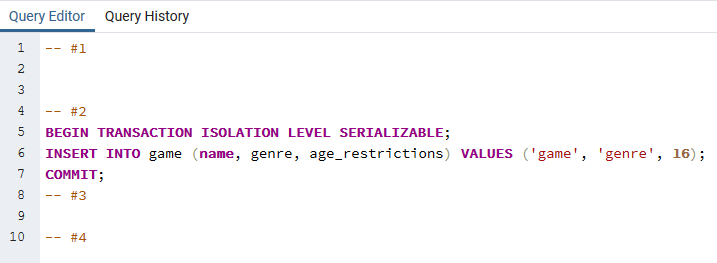 Query Editor Query History
1 -- #1
2
3
4 -- #2
5 BEGIN TRANSACTION ISOLATION LEVEL SERIALIZABLE;
6 INSERT INTO game (name, genre, age_restrictions) VALUES ('game', 'genre', 16);
7 COMMIT;
8 -- #3
9
10 -- #4